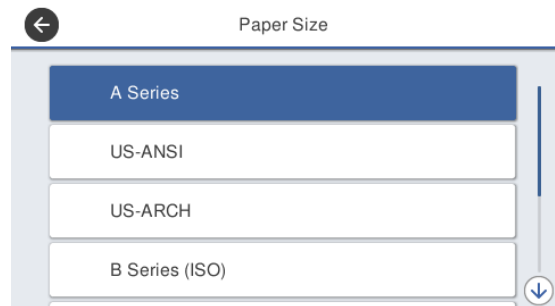 Paper Size
A Series
US-ANSI
US-ARCH
B Series (ISO)